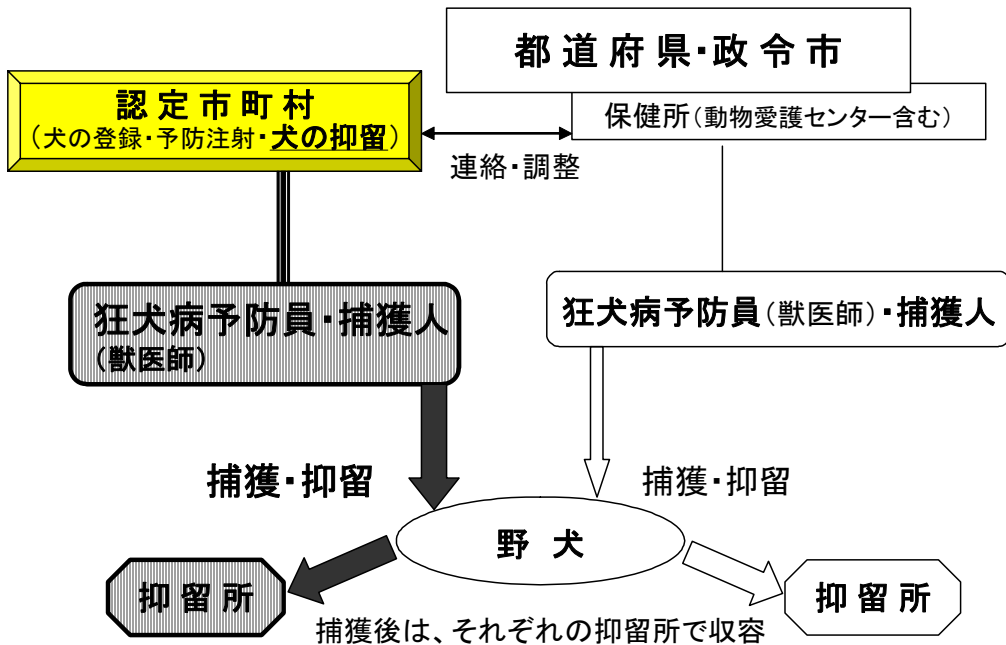 都道府県・政令市
認定市町村
（犬の登録・予防注射・犬の抑留）
保健所（動物愛護センター含む）
連絡・調整
狂犬病予防員・捕獲人
（獣医師）
狂犬病予防員（獣医師）・捕獲人
捕獲・抑留
捕獲・抑留
野犬
抑留所
抑留所
捕獲後は、それぞれの抑留所で収容